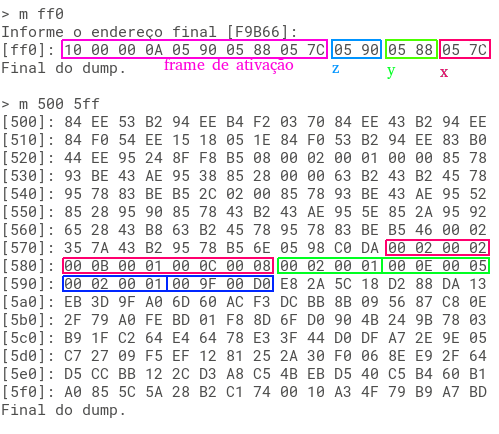 > m ff0
Informe o endereço final [F9B66]:
[ff0]: 10 00 00 0A 05 90 05 88 05 7C 05 90 05 88 05 7C
Final do dump. frame de ativação z y x
> m 500 5ff
[500]: 84 EE 53 B2 94 EE B4 F2 03 70 84 EE 43 B2 94 EE
[510]: 84 F0 54 EE 15 18 05 1E 84 F0 53 B2 94 EE 83 B0
[520]: 44 EE 95 24 8F F8 B5 08 00 02 00 01 00 00 85 78
[530]: 93 BE 43 AE 95 38 85 28 00 00 63 B2 43 B2 45 78
[540]: 95 78 83 BE B5 2C 02 00 85 78 93 BE 43 AE 95 52
[550]: 85 28 95 90 85 78 43 B2 43 AE 95 5E 85 2A 95 92
[560]: 65 28 43 B8 63 B2 45 78 95 78 83 BE B5 46 00 02
[570]: 35 7A 43 B2 95 78 B5 6E 05 98 C0 DA 00 02 00 02
[580]: 00 0B 00 01 00 0C 00 08 00 02 00 01 00 0E 00 05
[590]: 00 02 00 01 00 9F 00 D0 E8 2A 5C 18 D2 88 DA 13
[5a0]: EB 3D 9F A0 6D 60 AC F3 DC BB 8B 09 56 87 C8 0E
[5b0]: 2F 79 A0 FE BD 01 F8 8D 6F D0 90 4B 24 9B 78 03
[5c0]: B9 1F C2 64 E4 64 78 E3 3F 44 D0 DF A7 2E 9E 05
[5d0]: C7 27 09 F5 EF 12 81 25 2A 30 F0 06 8E E9 2F 64
[5e0]: D5 CC BB 12 2C D3 A8 C5 4B EB D5 40 C5 B4 60 B1
[5f0]: A0 85 5C 5A 28 B2 C1 74 00 10 A3 4F 79 B9 A7 BD
Final do dump.